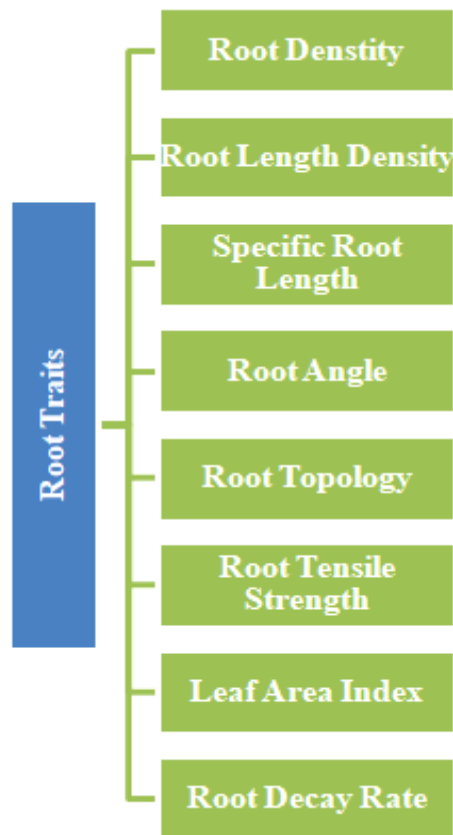 Root Traits
Root Denstity
Root Length Density
Specific Root
Length
Root Angle
Root Topology
Root Tensile
Strength
Leaf Area Index
Root Decay Rate